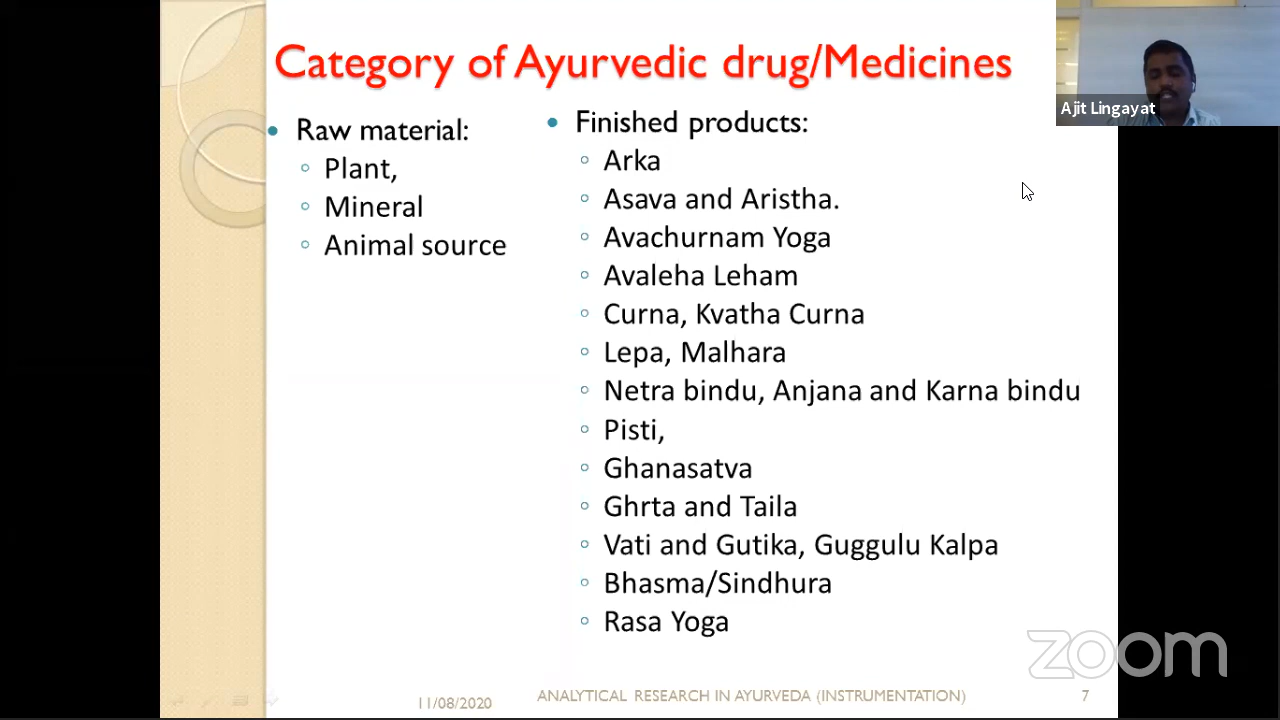 Category of Ayurvedic drug/Medicines
Raw material:
Plant,
Mineral
Animal source
Finished products:
Arka
Asava and Aristha.
Avachurnam Yoga
Avaleha Leham
Curna, Kvatha Curna
Lepa, Malhara
Netra bindu, Anjana and Karna bindu
Pisti,
Ghanasatva
Ghrta and Taila
Vati and Gutika, Guggulu Kalpa
Bhasma/Sindhura
Rasa Yoga
Ajit Lingayat
11/08/2020
ANALYTICAL RESEARCH IN AYURVEDA (INSTRUMENTATION)
7
zoom